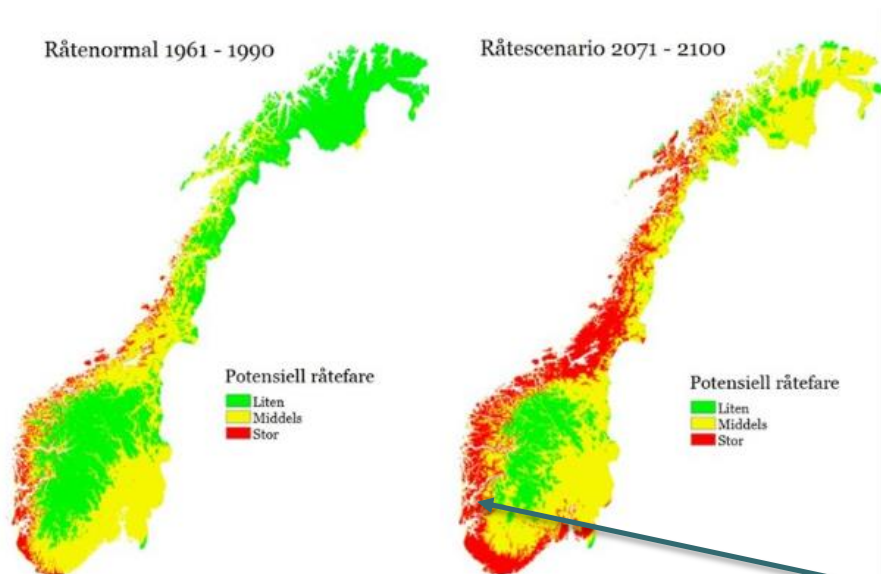 Råtenormal 1961 - 1990
Potensiell råtefare
Liten
Middels
Stor
Råtescenario 2071 - 2100
Potensiell råtefare
Liten
Middels
Stor